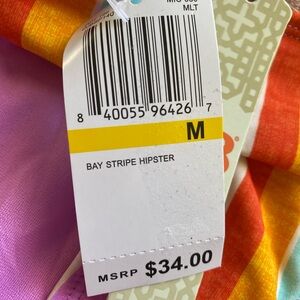 MLT
8 40055 96426 7
M
BAY STRIPE HIPSTER
MSRP $34.00